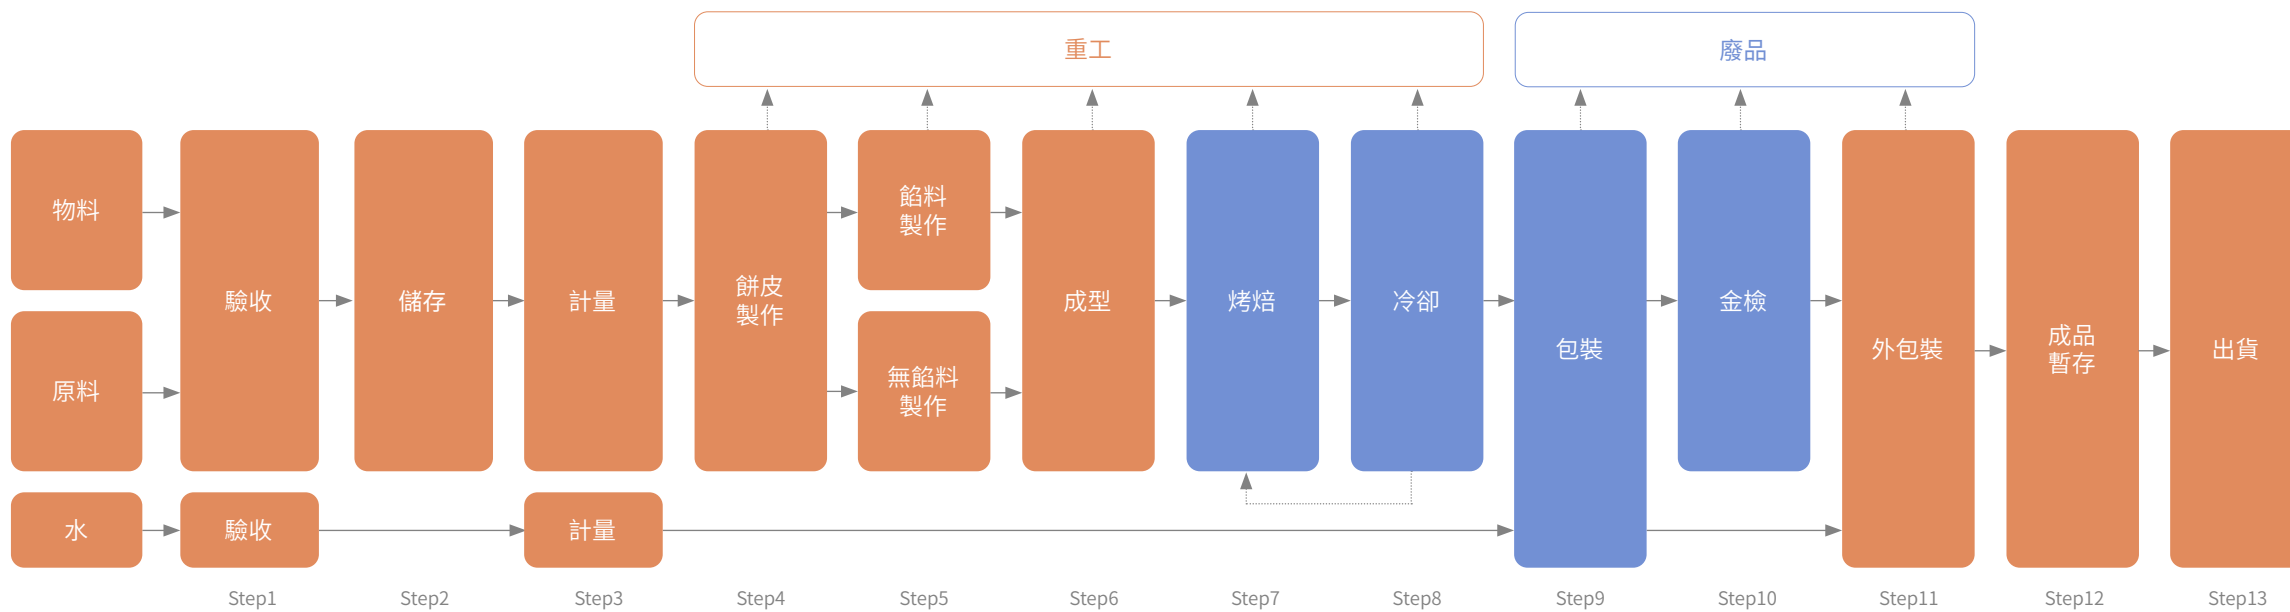 重工
廢品
物料
原料
水
驗收
驗收
儲存
計量
計量
餅皮
製作
餡料
製作
無餡料
製作
成型
烤焙
冷卻
包裝
金檢
外包裝
成品
暫存
出貨
Step1
Step2
Step3
Step4
Step5
Step6
Step7
Step8
Step9
Step10
Step11
Step12
Step13